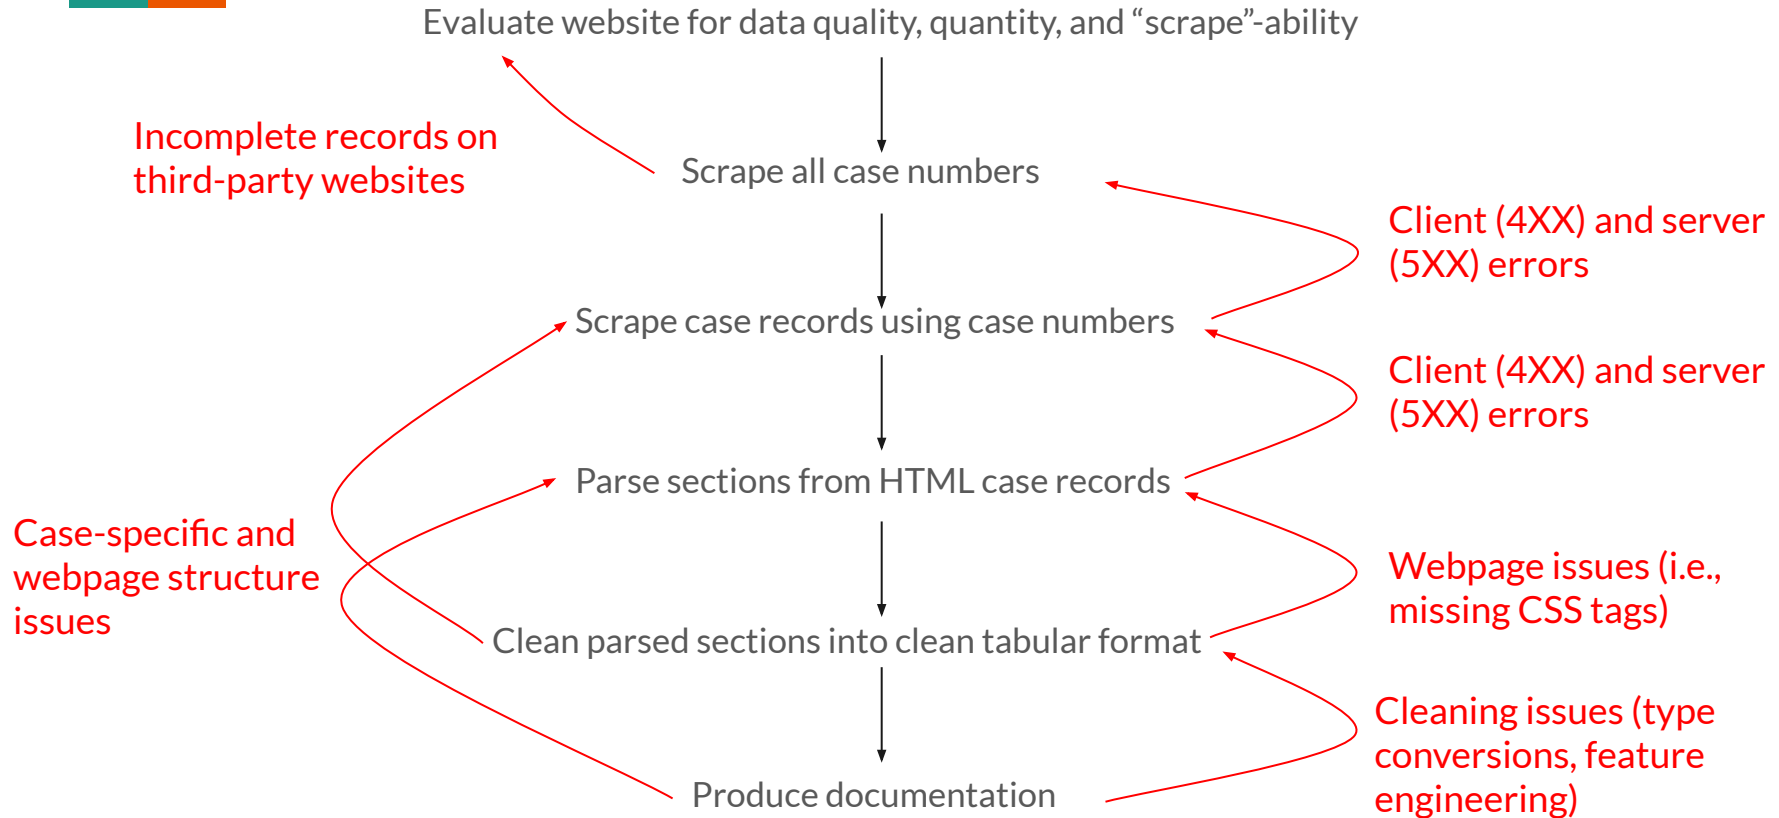 Evaluate website for data quality, quantity, and “scrape”-ability
Incomplete records on
third-party websites
Scrape all case numbers
Client (4XX) and server
(5XX) errors
Scrape case records using case numbers
Client (4XX) and server
(5XX) errors
Parse sections from HTML case records
Case-specific and
webpage structure
issues
Webpage issues (i.e.,
missing CSS tags)
Clean parsed sections into clean tabular format
Cleaning issues (type
conversions, feature
engineering)
Produce documentation